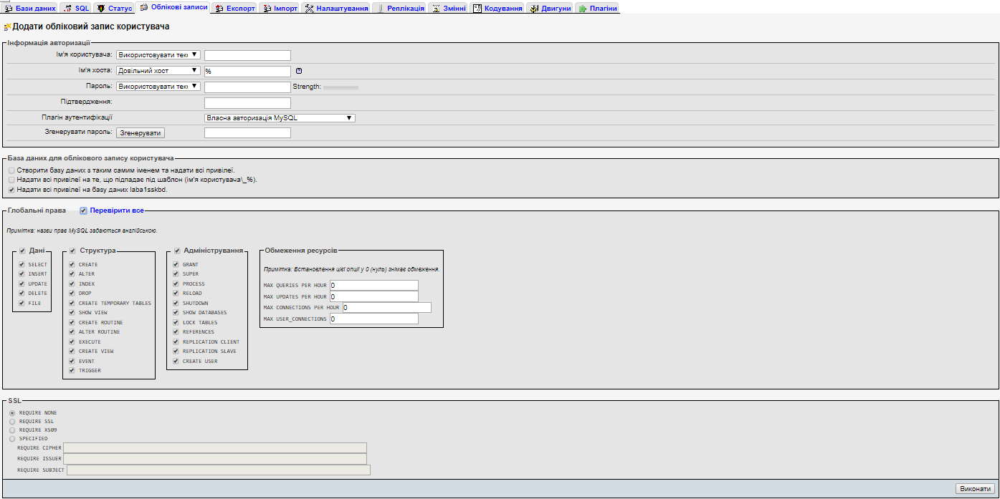 Бази даних SQL Статус Облікові записи Експорт Імпорт Налаштування Реплікація Змінні Кодування Двигуни Плагіни
Додати обліковий запис користувача
Інформація авторизації
Ім'я користувача: Використовувати текс
Ім'я хоста: Довільний хост %
Пароль: Використовувати текс Strength:
Підтвердження:
Плагін аутентифікації Власна авторизація MySQL
Згенерувати пароль: Згенерувати
База даних для облікового запису користувача
Створити базу даних з таким самим іменем та надати всі привілеї.
Надати всі привілеї на те, що підпадає під шаблон (ім'я користувача\_%).
Надати всі привілеї на базу даних laba1sskbd.
Глобальні права Перевірити все
Примітка: назви прав MySQL задаються англійською.
Дані
SELECT
INSERT
UPDATE
DELETE
FILE
Структура
CREATE
ALTER
INDEX
DROP
CREATE TEMPORARY TABLES
SHOW VIEW
CREATE ROUTINE
ALTER ROUTINE
EXECUTE
CREATE VIEW
EVENT
TRIGGER
Адміністрування
GRANT
SUPER
PROCESS
RELOAD
SHUTDOWN
SHOW DATABASES
LOCK TABLES
REFERENCES
REPLICATION CLIENT
REPLICATION SLAVE
CREATE USER
Обмеження ресурсів
Примітка: Встановлення цієї опції у 0 (нуль) знімає обмеження.
MAX QUERIES PER HOUR 0
MAX UPDATES PER HOUR 0
MAX CONNECTIONS PER HOUR 0
MAX USER_CONNECTIONS 0
SSL
REQUIRE NONE
REQUIRE SSL
REQUIRE X509
SPECIFIED
REQUIRE CIPHER
REQUIRE ISSUER
REQUIRE SUBJECT
Виконати